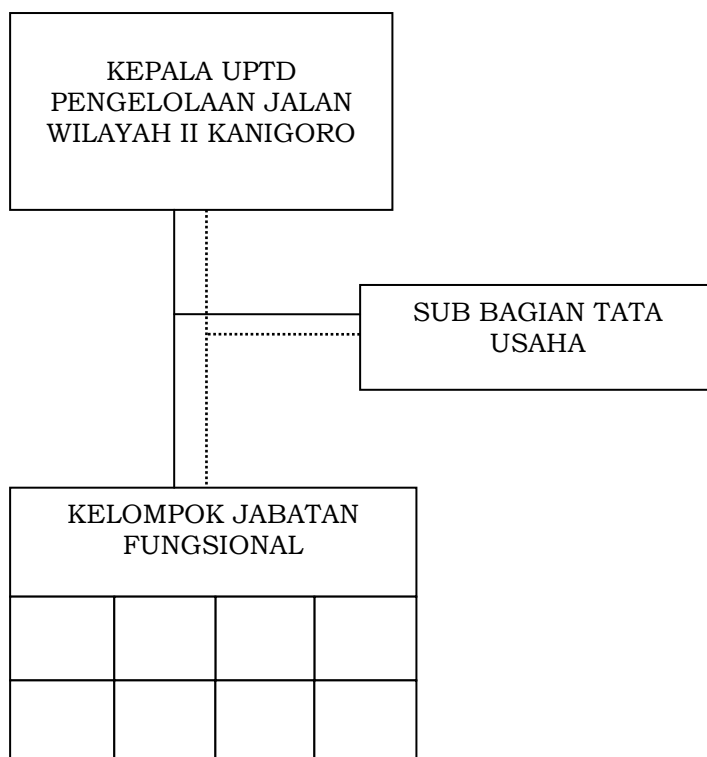 KEPALA UPTD
PENGELOLAAN JALAN
WILAYAH II KANIGORO
SUB BAGIAN TATA
USAHA
KELOMPOK JABATAN
FUNGSIONAL